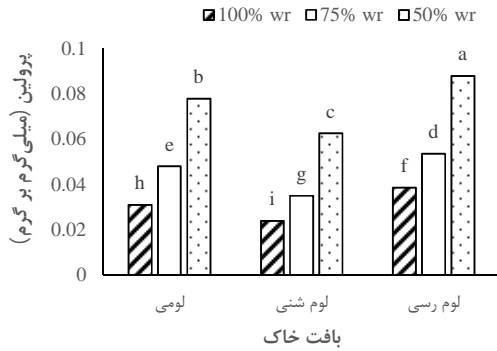 100% wr 75% wr 50% wr
پرولین (میلی‌گرم بر گرم)
0.1
0.08
0.06
0.04
0.02
0
h e b
i g c
f d a
لومی لوم شنی لوم رسی
بافت خاک